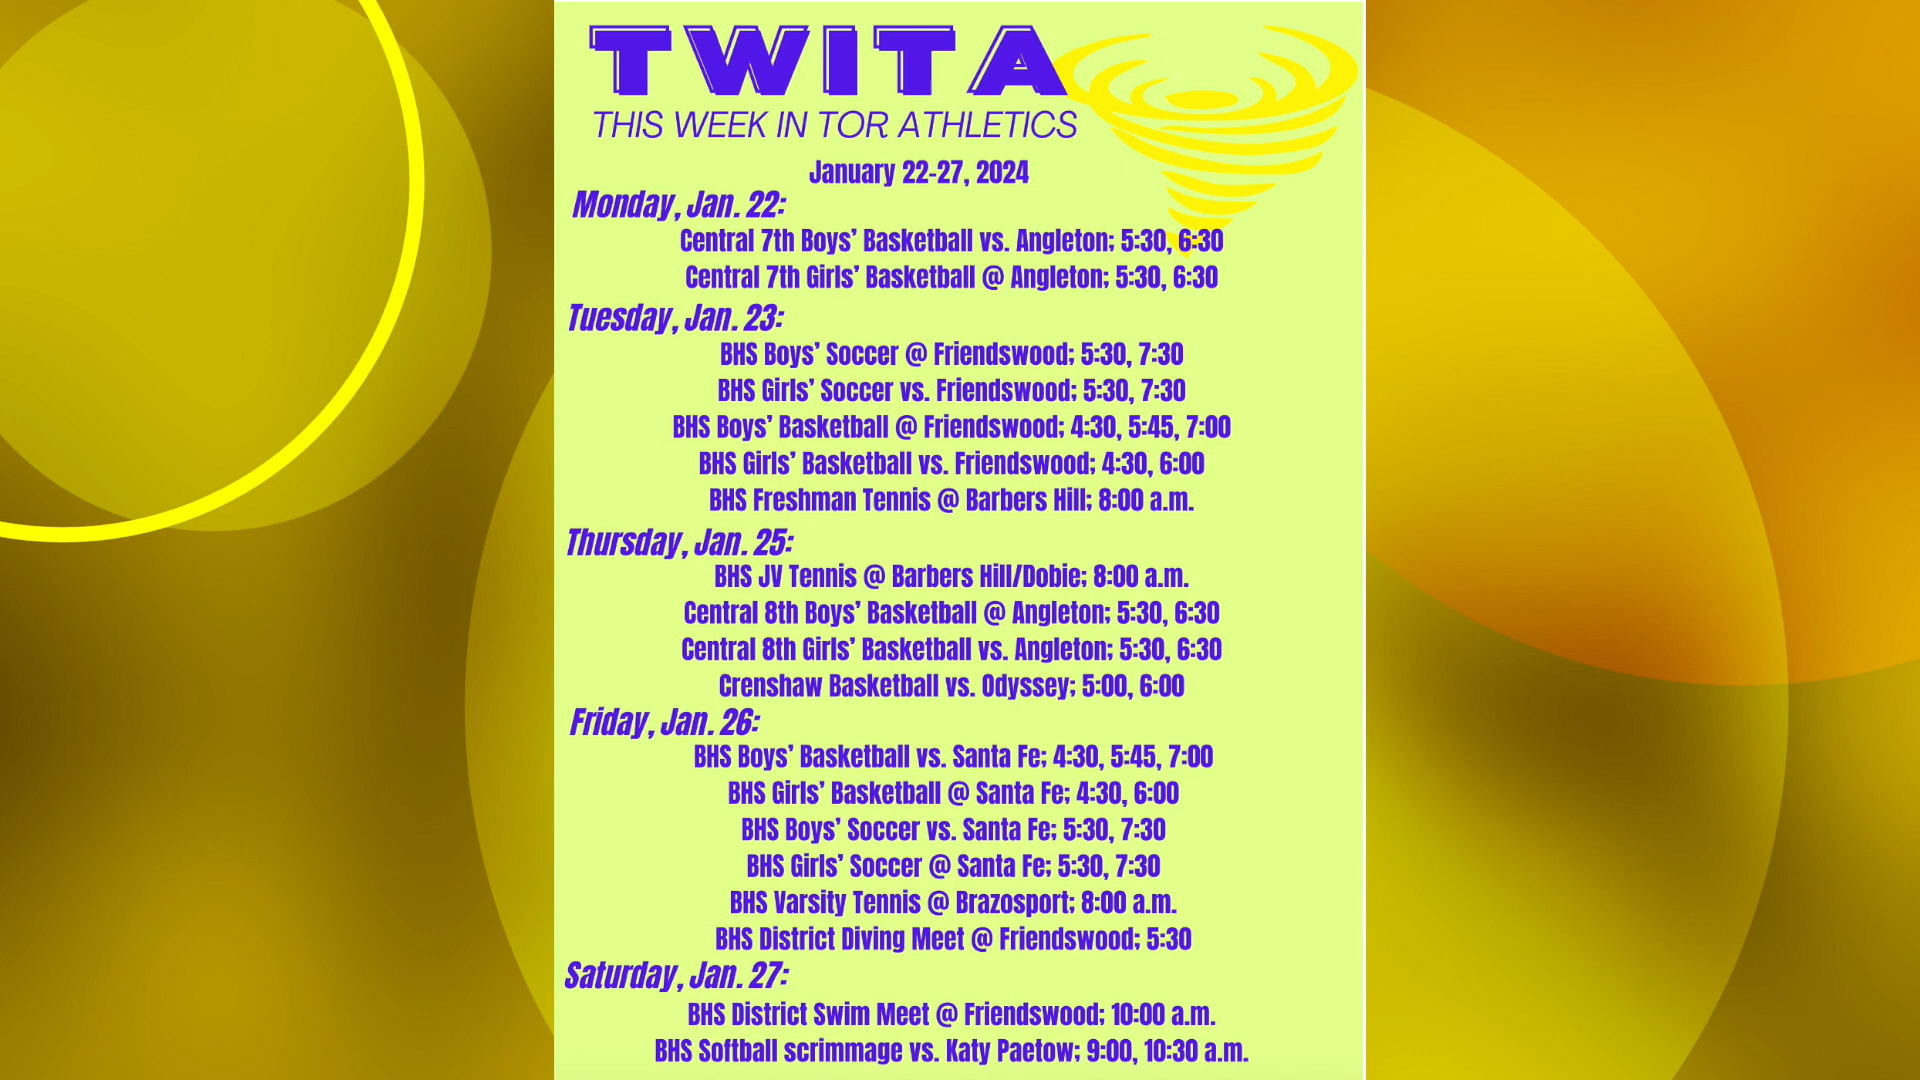 TWITA
THIS WEEK IN TOR ATHLETICS
January 22-27, 2024
Monday, Jan. 22:
Central 7th Boys’ Basketball vs. Angleton; 5:30, 6:30
Central 7th Girls’ Basketball @ Angleton; 5:30, 6:30
Tuesday, Jan. 23:
BHS Boys’ Soccer @ Friendswood; 5:30, 7:30
BHS Girls’ Soccer vs. Friendswood; 5:30, 7:30
BHS Boys’ Basketball @ Friendswood; 4:30, 5:45, 7:00
BHS Girls’ Basketball vs. Friendswood; 4:30, 6:00
BHS Freshman Tennis @ Barbers Hill; 8:00 a.m.
Thursday, Jan. 25:
BHS JV Tennis @ Barbers Hill/Dobie; 8:00 a.m.
Central 8th Boys’ Basketball @ Angleton; 5:30, 6:30
Central 8th Girls’ Basketball vs. Angleton; 5:30, 6:30
Crenshaw Basketball vs. Odyssey; 5:00, 6:00
Friday, Jan. 26:
BHS Boys’ Basketball vs. Santa Fe; 4:30, 5:45, 7:00
BHS Girls’ Basketball @ Santa Fe; 4:30, 6:00
BHS Boys’ Soccer vs. Santa Fe; 5:30, 7:30
BHS Girls’ Soccer @ Santa Fe; 5:30, 7:30
BHS Varsity Tennis @ Brazosport; 8:00 a.m.
BHS District Diving Meet @ Friendswood; 5:30
Saturday, Jan. 27:
BHS District Swim Meet @ Friendswood; 10:00 a.m.
BHS Softball scrimmage vs. Katy Paetow; 9:00, 10:30 a.m.